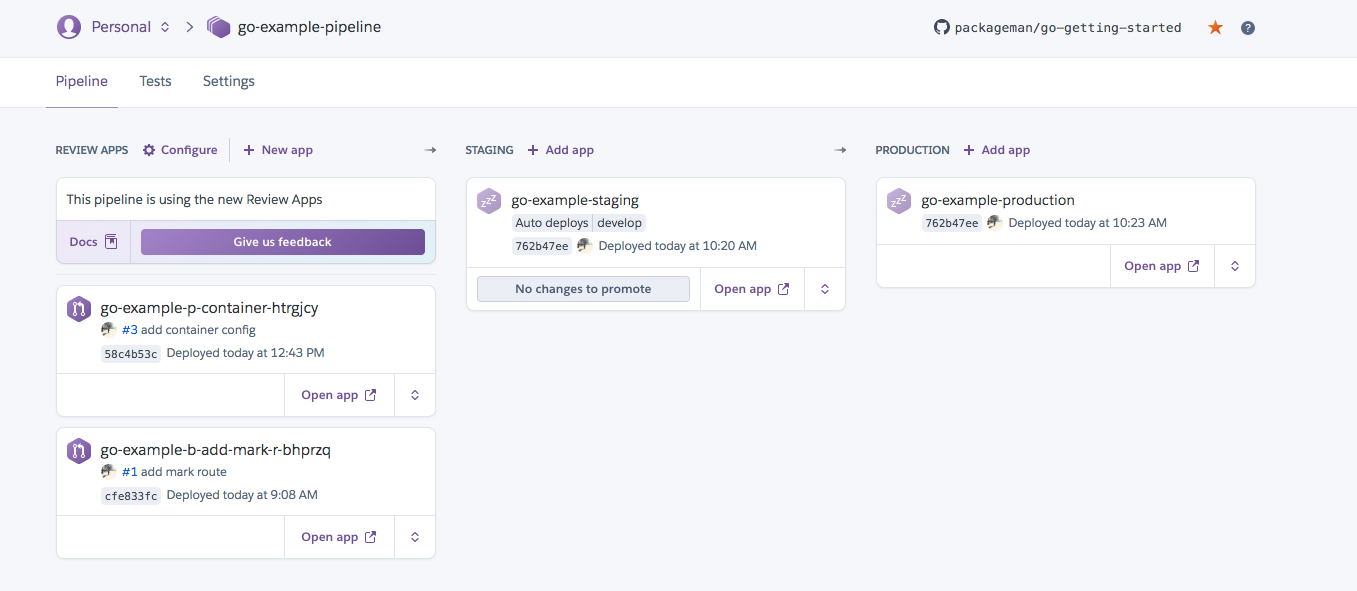 Personal go-example-pipeline packageman/go-getting-started ?
Pipeline Tests Settings
REVIEW APPS Configure + New app
This pipeline is using the new Review Apps
Docs Give us feedback
go-example-p-container-htrgjcy
#3 add container config
58c4b53c Deployed today at 12:43 PM
Open app
go-example-b-add-mark-r-bhprzq
#1 add mark route
cfe833fc Deployed today at 9:08 AM
Open app
STAGING + Add app
zzz go-example-staging
Auto deploys develop
762b47ee Deployed today at 10:20 AM
No changes to promote Open app
PRODUCTION + Add app
zzz go-example-production
762b47ee Deployed today at 10:23 AM
Open app